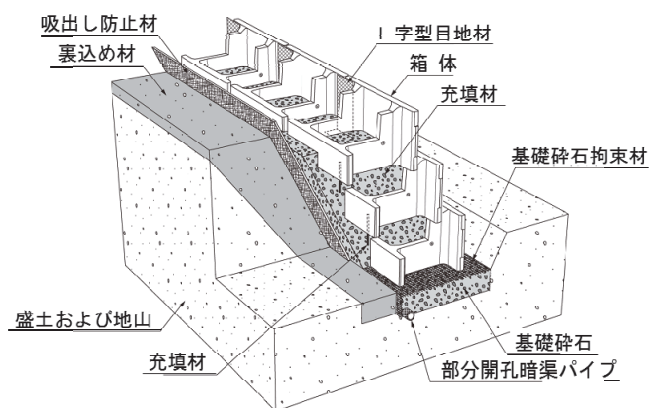 吸出し防止材
裏込め材
I 字型目地材
箱 体
充填材
基礎砕石拘束材
盛土および地山
充填材
基礎砕石
部分開孔暗渠パイプ